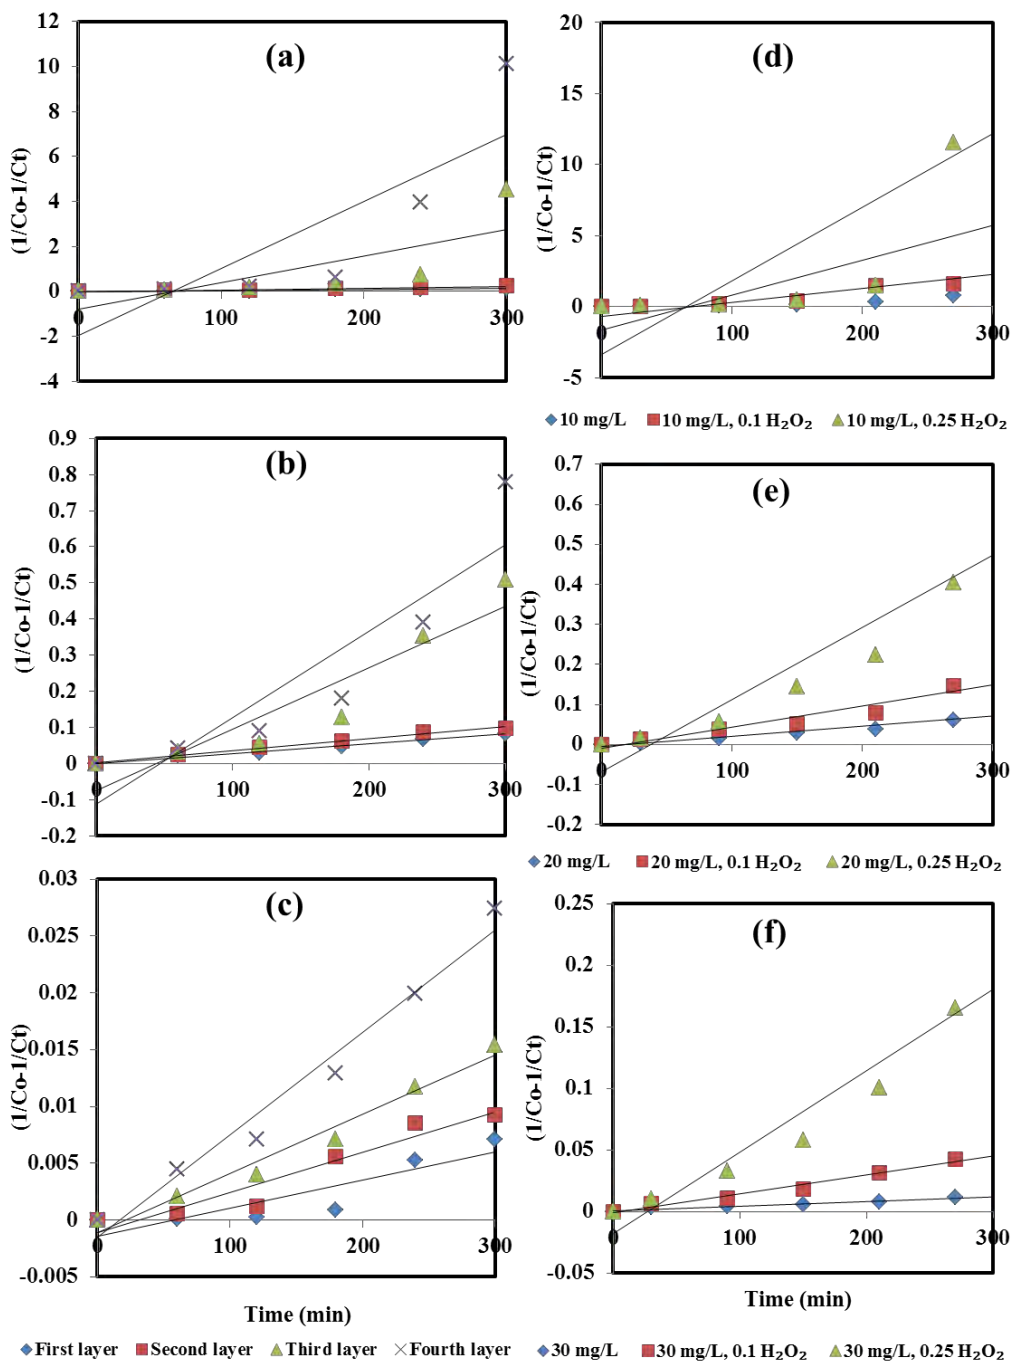 (a)
(1/Co-1/Ct)
12
10
8
6
4
2
0
-2
-4
0
100
200
300
(d)
(1/Co-1/Ct)
20
15
10
5
0
-5
0
100
200
300
10 mg/L
10 mg/L, 0.1 H₂O₂
10 mg/L, 0.25 H₂O₂
(b)
(1/Co-1/Ct)
0.9
0.8
0.7
0.6
0.5
0.4
0.3
0.2
0.1
0
-0.1
-0.2
0
100
200
300
(e)
(1/Co-1/Ct)
0.7
0.6
0.5
0.4
0.3
0.2
0.1
0
-0.1
-0.2
0
100
200
300
20 mg/L
20 mg/L, 0.1 H₂O₂
20 mg/L, 0.25 H₂O₂
(c)
(1/Co-1/Ct)
0.03
0.025
0.02
0.015
0.01
0.005
0
-0.005
0
100
200
300
Time (min)
First layer
Second layer
Third layer
Fourth layer
(f)
(1/Co-1/Ct)
0.25
0.2
0.15
0.1
0.05
0
-0.05
0
100
200
300
Time (min)
30 mg/L
30 mg/L, 0.1 H₂O₂
30 mg/L, 0.25 H₂O₂